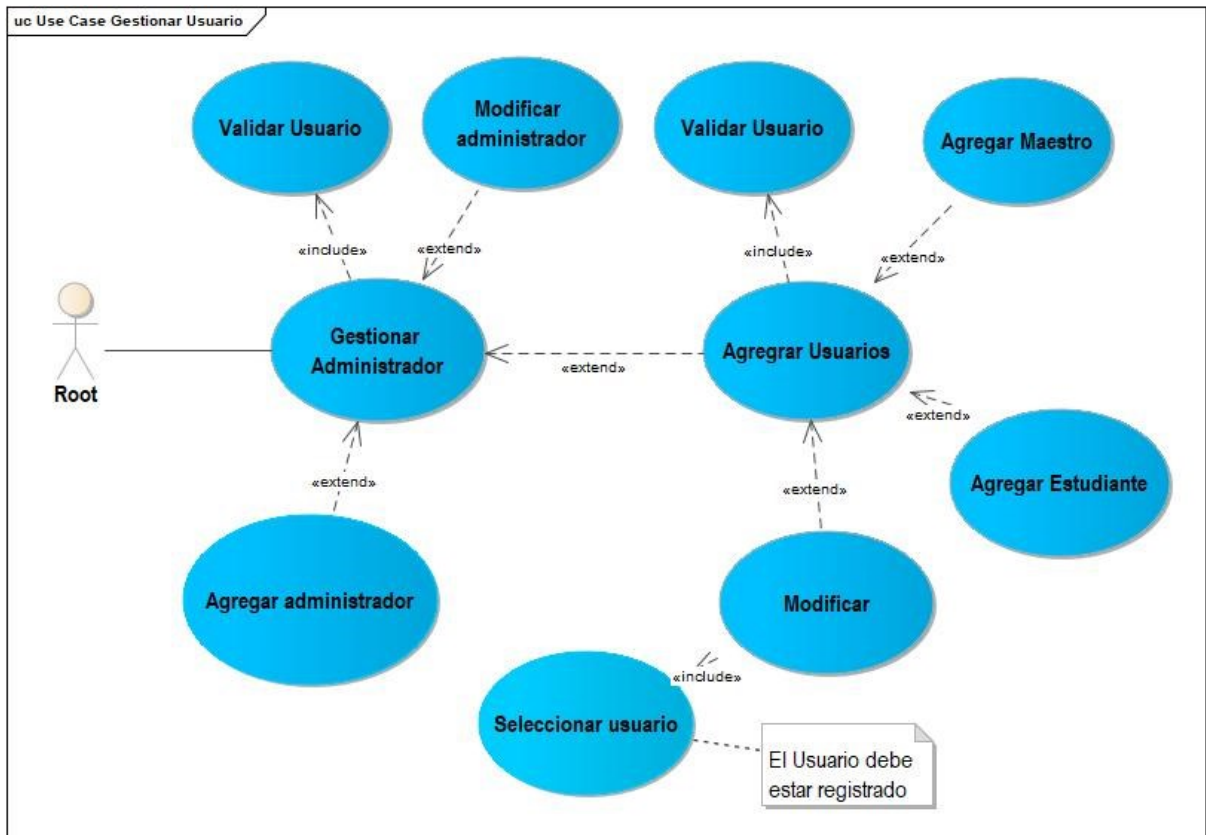 uc Use Case Gestionar Usuario
Validar Usuario
Modificar
administrador
Validar Usuario
Agregar Maestro
«include»
«extend»
«include»
«extend»
Gestionar
Administrador
«extend»
Agregrar Usuarios
Root
«extend»
«extend»
«extend»
Agregar Estudiante
Agregar administrador
Modificar
«include»
Seleccionar usuario
El Usuario debe
estar registrado